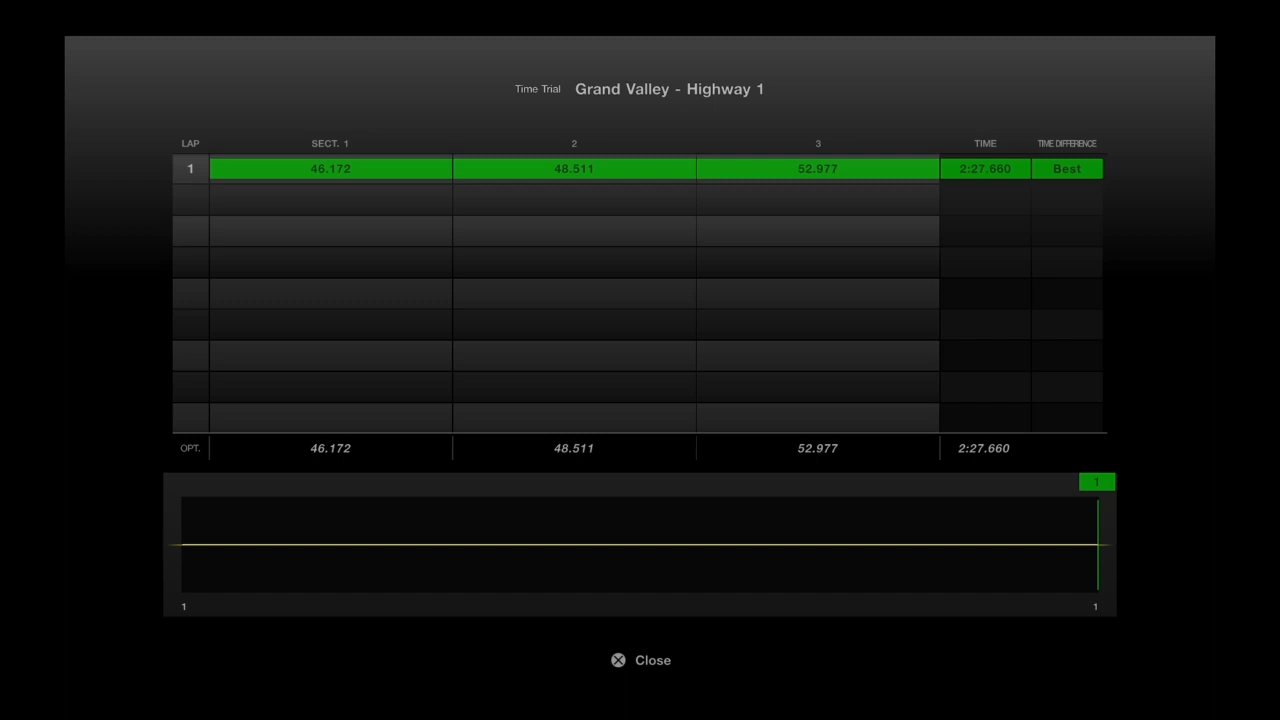 Time Trial Grand Valley - Highway 1
LAP SECT. 1 2 3 TIME TIME DIFFERENCE
1 46.172 48.511 52.977 2:27.660 Best
OPT. 46.172 48.511 52.977 2:27.660
1
1 1
Close